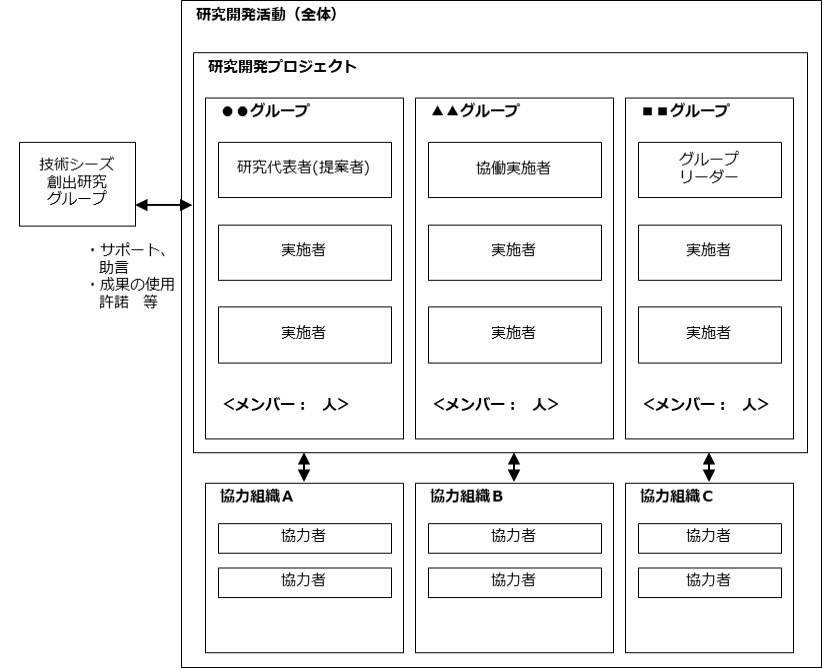 研究開発活動（全体）
研究開発プロジェクト
●●グループ
研究代表者(提案者)
実施者
実施者
＜メンバー：　人＞
▲▲グループ
協働実施者
実施者
実施者
＜メンバー：　人＞
■■グループ
グループ
リーダー
実施者
実施者
＜メンバー：　人＞
技術シーズ
創出研究
グループ
・サポート、
助言
・成果の使用
許諾　等
協力組織Ａ
協力者
協力者
協力組織Ｂ
協力者
協力者
協力組織Ｃ
協力者
協力者